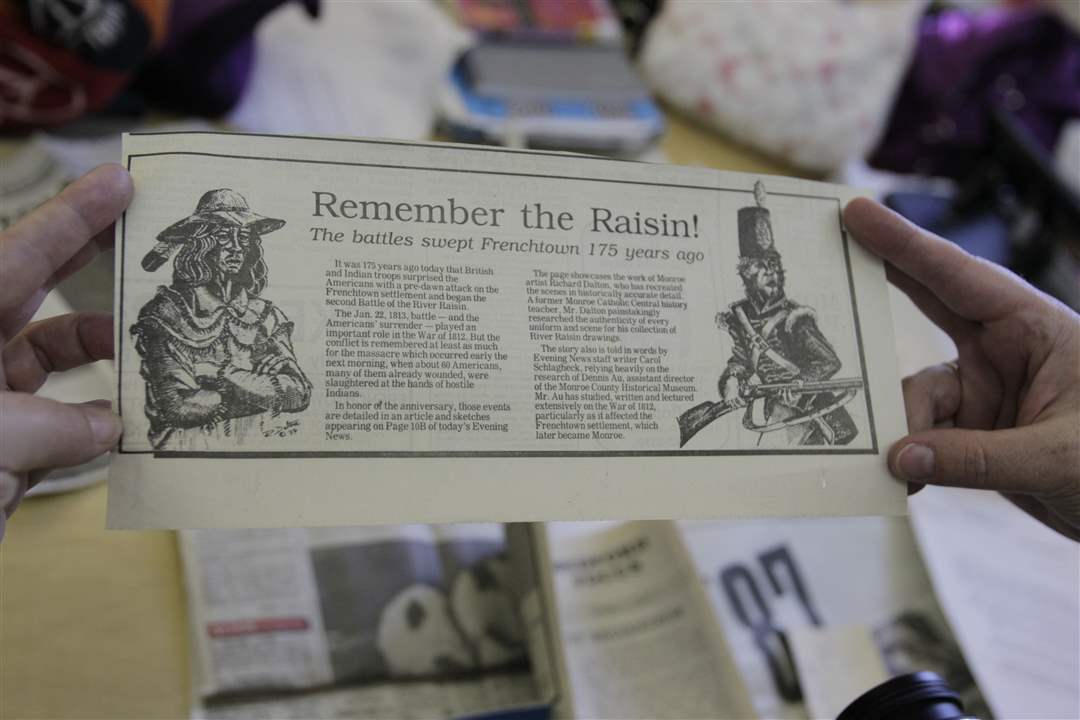 Remember the Raisin!
The battles swept Frenchtown 175 years ago
It was 175 years ago today that British
and Indian troops surprised the
Americans with a pre-dawn attack on the
Frenchtown settlement and began the
second Battle of the River Raisin.
The Jan. 22, 1813, battle — and the
Americans' surrender — played an
important role in the War of 1812. But the
conflict is remembered at least as much
for the massacre which occurred early the
next morning, when about 60 Americans,
many of them already wounded, were
slaughtered at the hands of hostile
Indians.
In honor of the anniversary, those events
are detailed in an article and sketches
appearing on Page 10B of today's Evening
News.
The page showcases the work of Monroe
artist Richard Dalton, who has recreated
the scenes in historically accurate detail.
A former Monroe Catholic Central history
teacher, Mr. Dalton painstakingly
researched the authenticity of every
uniform and scene for his collection of
River Raisin drawings.
The story also is told in words by
Evening News staff writer Carol
Schlagheck, relying heavily on the
research of Dennis Au, assistant director
of the Monroe County Historical Museum.
Mr. Au has studied, written and lectured
extensively on the War of 1812,
particularly as it affected the
Frenchtown settlement, which
later became Monroe.
87